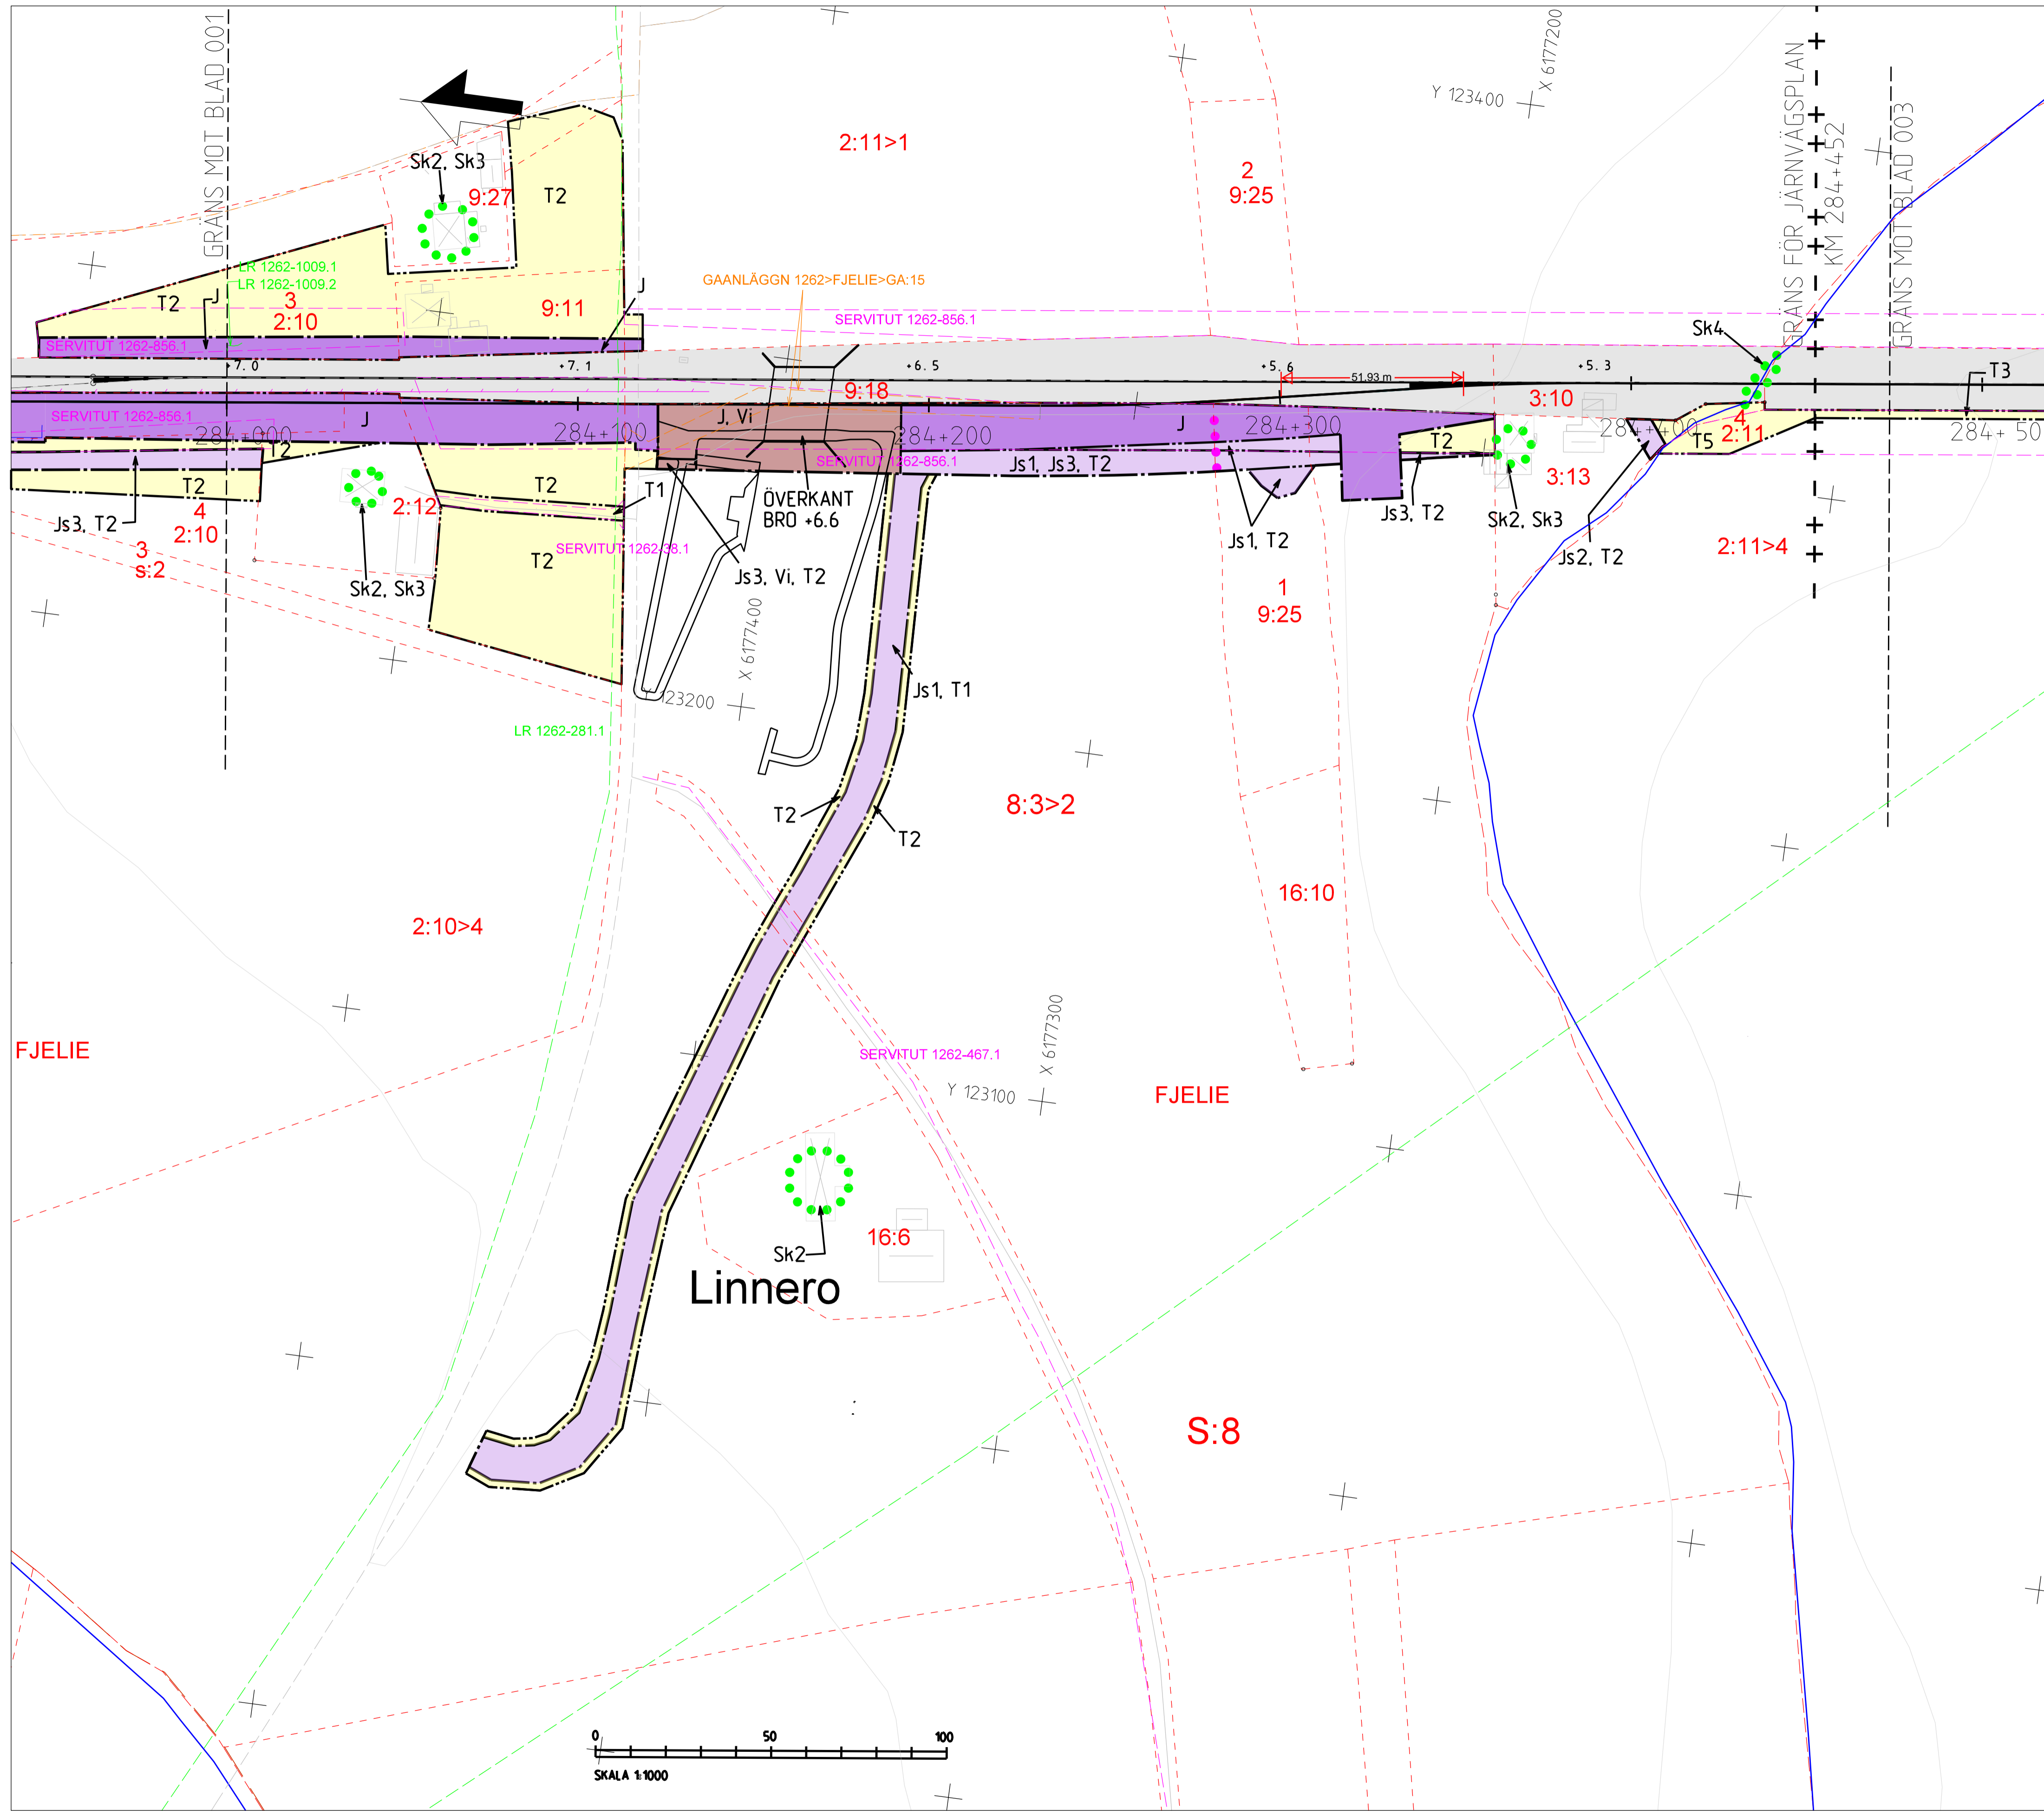 GRÄNS MOT BLAD 001
Sk2, Sk3
9:27
T2
2:11>1
2
9:25
Y 123400
X 6177200
GRÄNS FÖR JÄRNVÄGSPLAN
KM 284+452
GRÄNS MOT BLAD 003
LR 1262-1009.1
LR 1262-1009.2
T2
J
3
2:10
9:11
J
GAANLÄGGN 1262>FJELIE>GA:15
SERVITUT 1262-856.1
SERVITUT 1262-856.1
Sk4
+7.0
+7.1
+6.5
+5.6
51.93 m
+5.3
T3
9:18
3:10
SERVITUT 1262-856.1
J
J, Vi
J
284+000
284+100
284+200
284+300
284+400
284+50
T2
T2
T5
4
2:11
SERVITUT 1262-856.1
Js1, Js3, T2
T2
T2
T1
ÖVERKANT
BRO +6.6
3:13
Js3, T2
4
2:10
2:12
Js3, T2
Sk2, Sk3
3
s:2
SERVITUT 1262-38.1
T2
Js1, T2
Js2, T2
2:11>4
Sk2, Sk3
Js3, Vi, T2
1
9:25
X 6177400
Y 123200
Js1, T1
LR 1262-281.1
T2
T2
8:3>2
16:10
2:10>4
FJELIE
SERVITUT 1262-467.1
X 6177300
Y 123100
FJELIE
16:6
Sk2
Linnero
S:8
0 50 100
SKALA 1:1000